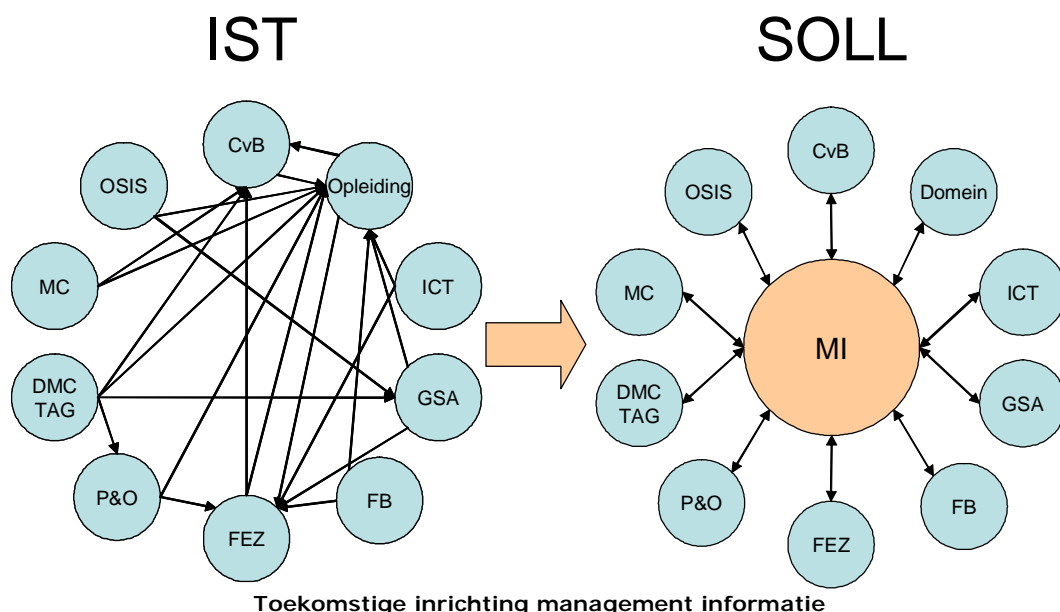 IST
SOLL
CvB
OSIS
Opleiding
MC
ICT
DMC
TAG
GSA
P&O
FB
FEZ
CvB
OSIS
Domein
MC
ICT
MI
DMC
TAG
GSA
P&O
FB
FEZ
Toekomstige inrichting management informatie